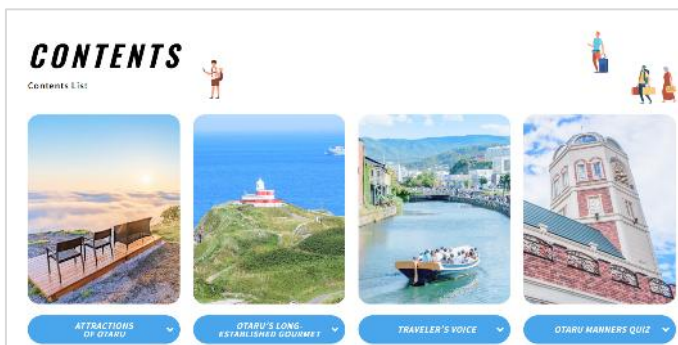 CONTENTS
Contents List
ATTRACTIONS
OF OTARU
OTARU'S LONG-
ESTABLISHED GOURMET
TRAVELER'S VOICE
OTARU MANNERS QUIZ